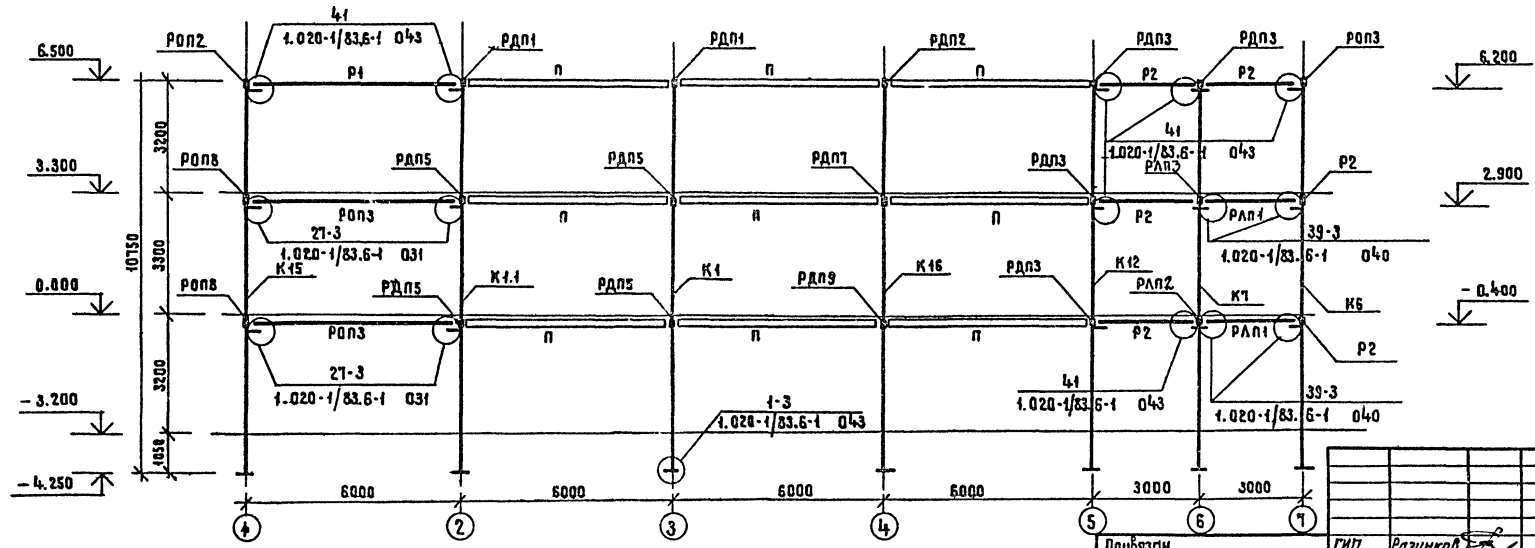 41
1.020-1/83.6-1 043
РОП2
РДП1
РДП1
РДП2
РДП3
РДП3
РОП3
6.500
Р1
П
П
П
Р2
Р2
6.200
3200
41
1.020-1/83.6-1 043
3.300
РОП8
РДП5
РДП5
РДП7
РДП3
РЛП3
Р2
2.900
РОП3
П
П
П
Р2
РЛП1
27-3
1.020-1/83.6-1 031
39-3
1.020-1/83.6-1 040
10750
3300
0.000
К15
К1.1
К1
К16
К12
К7
К6
РОП8
РДП5
РДП5
РДП9
РДП3
РЛП2
-0.400
РОП3
П
П
П
Р2
РЛП1
Р2
3200
27-3
1.020-1/83.6-1 031
1-3
1.020-1/83.6-1 043
41
1.020-1/83.6-1 043
39-3
1.020-1/83.6-1 040
-3.200
1050
-4.250
6000
6000
6000
6000
3000
3000
1
2
3
4
5
6
7
Привязан
ГИП